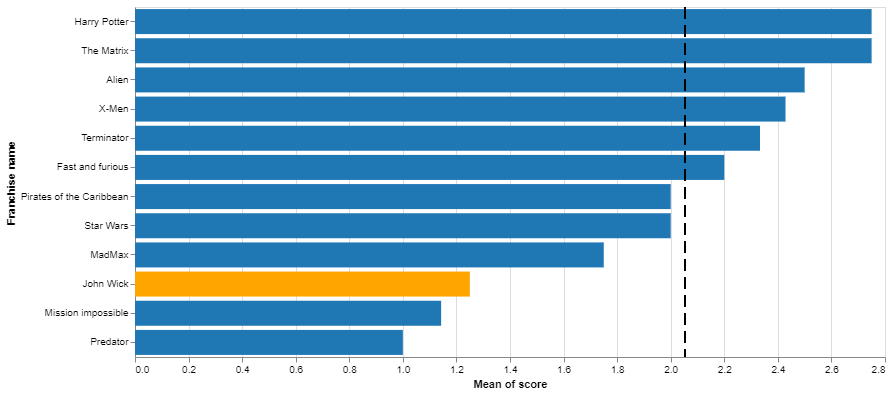 Franchise name
Harry Potter
The Matrix
Alien
X-Men
Terminator
Fast and furious
Pirates of the Caribbean
Star Wars
MadMax
John Wick
Mission impossible
Predator
0.0 0.2 0.4 0.6 0.8 1.0 1.2 1.4 1.6 1.8 2.0 2.2 2.4 2.6 2.8
Mean of score